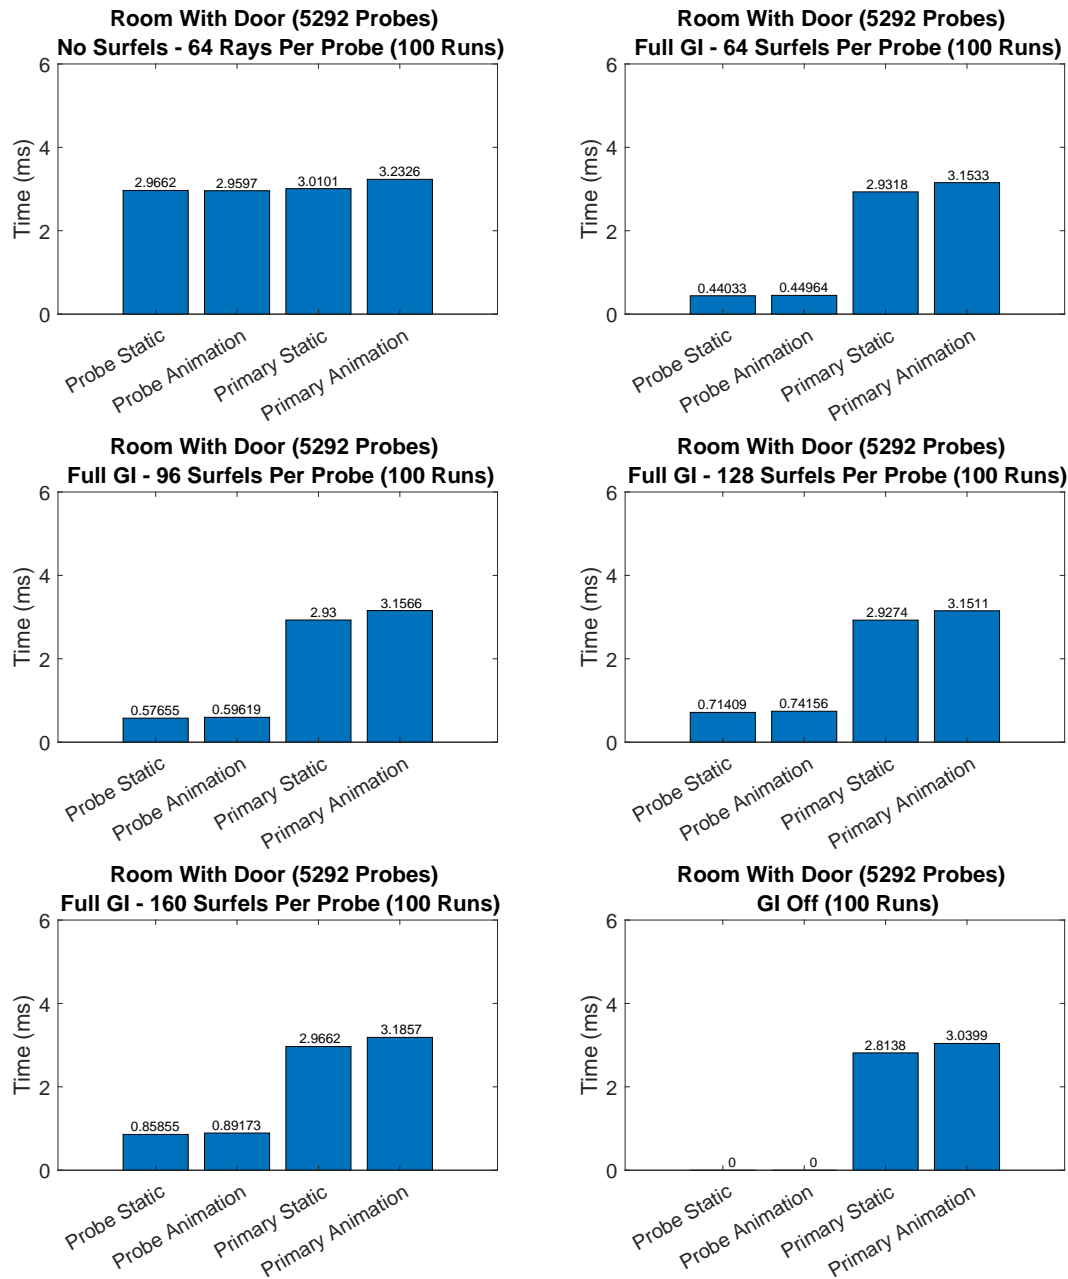 Room With Door (5292 Probes)
No Surfels - 64 Rays Per Probe (100 Runs)
6
4
2
0
Time (ms)
2.9662
2.9597
3.0101
3.2326
Probe Static
Probe Animation
Primary Static
Primary Animation
Room With Door (5292 Probes)
Full GI - 64 Surfels Per Probe (100 Runs)
6
4
2
0
Time (ms)
0.44033
0.44964
2.9318
3.1533
Probe Static
Probe Animation
Primary Static
Primary Animation
Room With Door (5292 Probes)
Full GI - 96 Surfels Per Probe (100 Runs)
6
4
2
0
Time (ms)
0.57655
0.59619
2.93
3.1566
Probe Static
Probe Animation
Primary Static
Primary Animation
Room With Door (5292 Probes)
Full GI - 128 Surfels Per Probe (100 Runs)
6
4
2
0
Time (ms)
0.71409
0.74156
2.9274
3.1511
Probe Static
Probe Animation
Primary Static
Primary Animation
Room With Door (5292 Probes)
Full GI - 160 Surfels Per Probe (100 Runs)
6
4
2
0
Time (ms)
0.85855
0.89173
2.9662
3.1857
Probe Static
Probe Animation
Primary Static
Primary Animation
Room With Door (5292 Probes)
GI Off (100 Runs)
6
4
2
0
Time (ms)
0
0
2.8138
3.0399
Probe Static
Probe Animation
Primary Static
Primary Animation